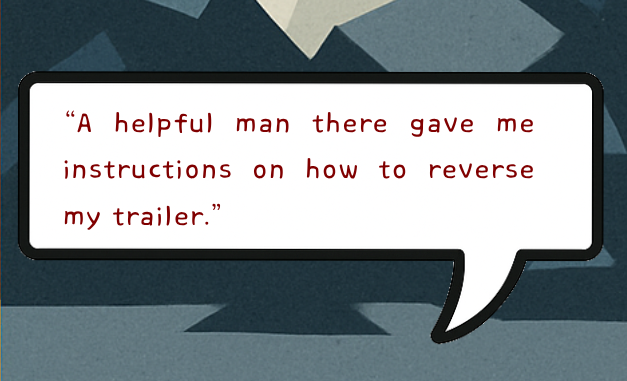 “A helpful man there gave me
instructions on how to reverse
my trailer.”